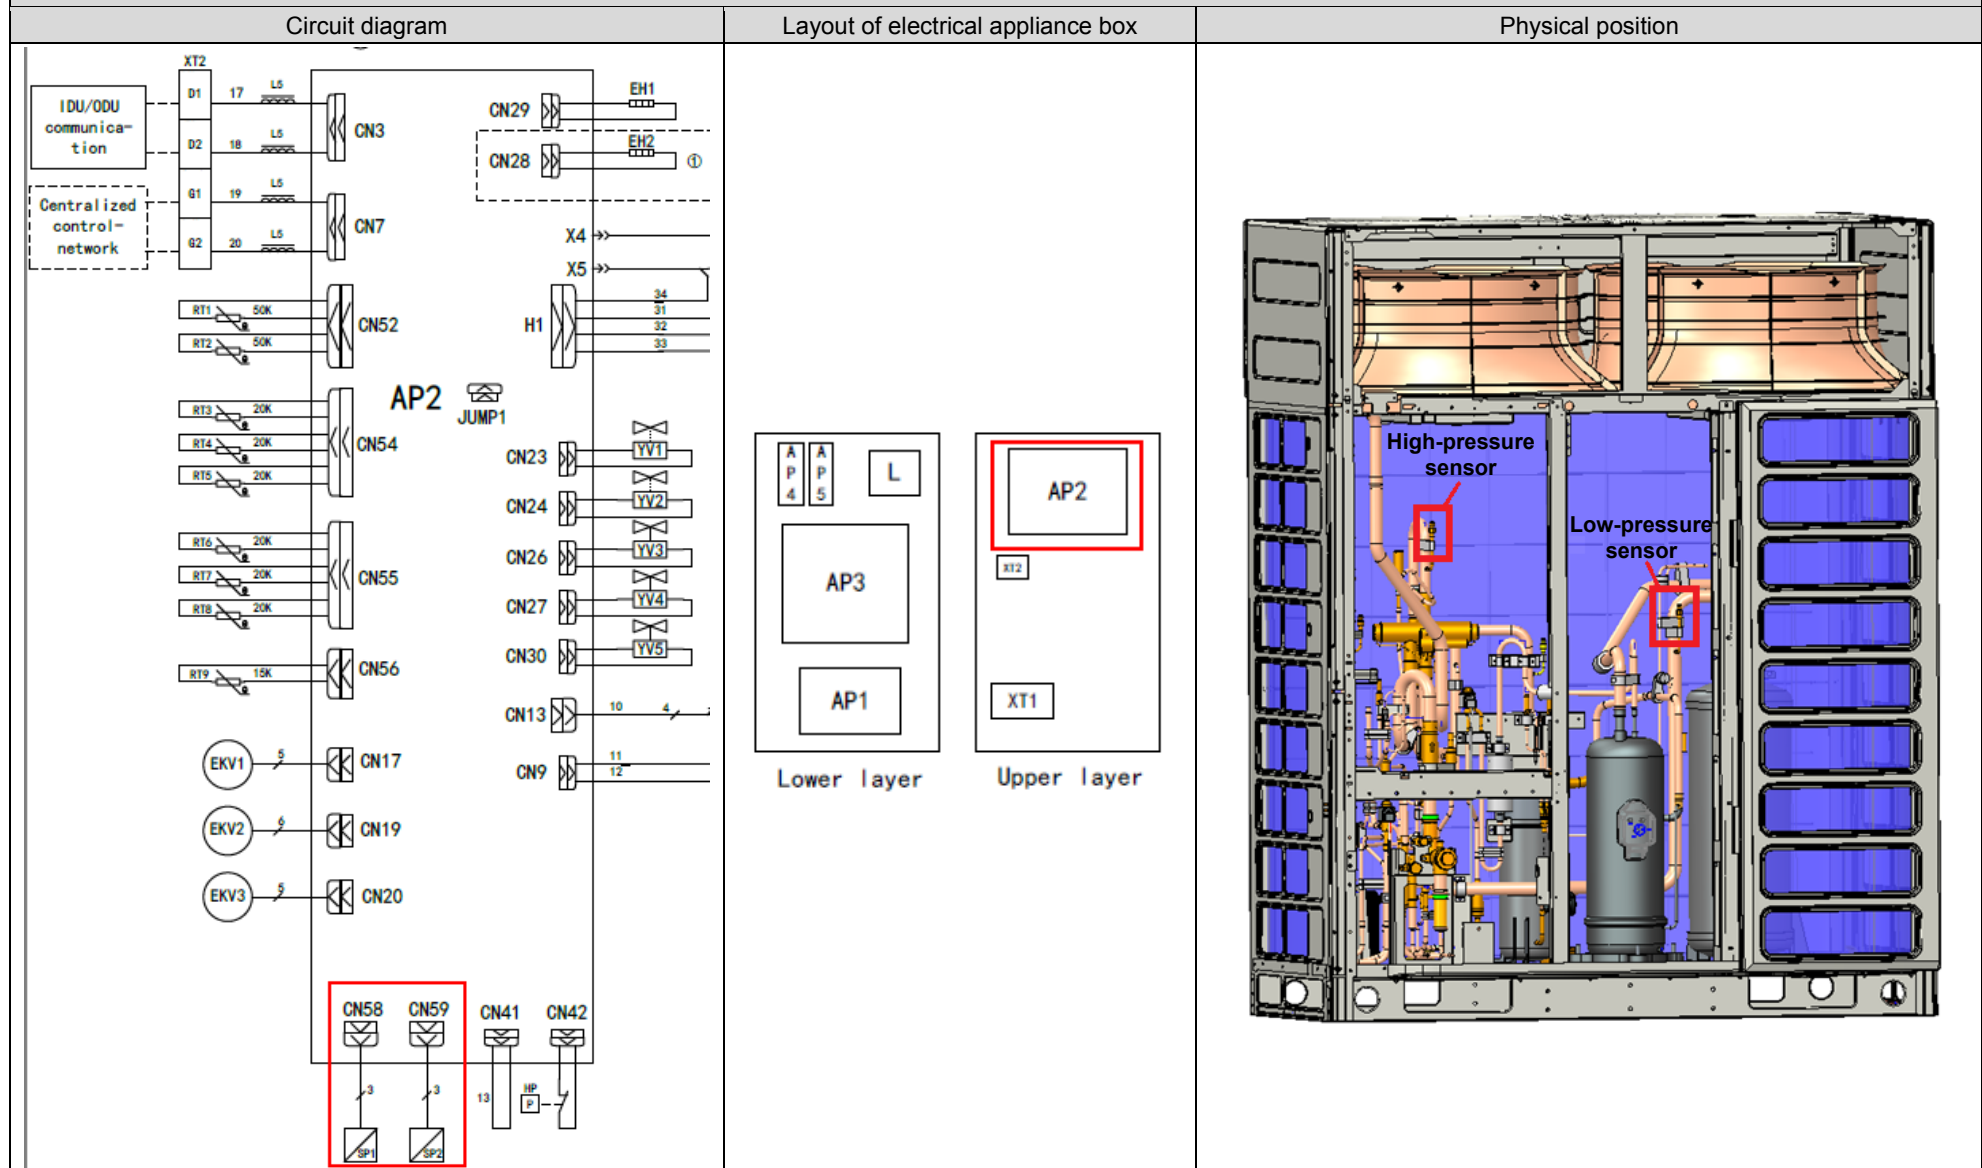 Circuit diagram
Layout of electrical appliance box
Physical position
XT2
IDU/ODU
communica-
tion
D1
17
L5
CN3
D2
18
L5
Centralized
control-
network
G1
19
L5
CN7
G2
20
L5
CN29
EH1
CN28
EH2
①
X4
X5
H1
34
31
32
33
RT1
50K
RT2
50K
CN52
AP2
JUMP1
RT3
20K
RT4
20K
RT5
20K
CN54
RT6
20K
RT7
20K
RT8
20K
CN55
RT9
15K
CN56
CN23
YV1
CN24
YV2
CN26
YV3
CN27
YV4
CN30
YV5
CN13
10
4
CN9
11
12
EKV1
5
CN17
EKV2
6
CN19
EKV3
5
CN20
CN58
CN59
CN41
CN42
3
3
13
HP
P
SP1
SP2
A
P
4
A
P
5
L
AP3
AP1
Lower layer
AP2
XT2
XT1
Upper layer
High-pressure
sensor
Low-pressure
sensor